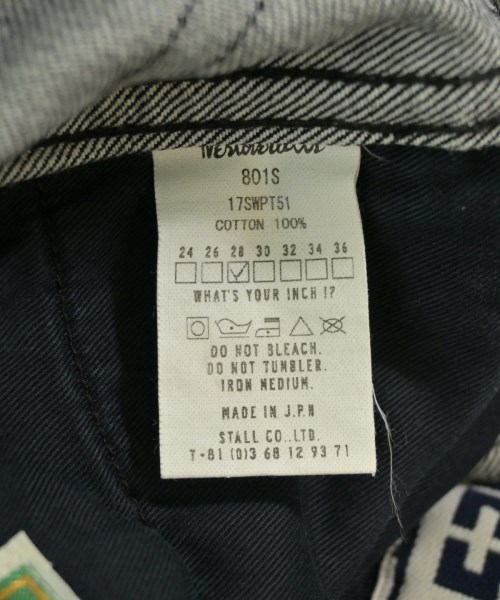 801S
17SWPT51
COTTON 100%
24 26 28 30 32 34 36
WHAT'S YOUR INCH !?
DO NOT BLEACH.
DO NOT TUMBLER.
IRON MEDIUM.
MADE IN J.P.N
STALL CO.,LTD.
T+81 (0)3 68 12 93 71